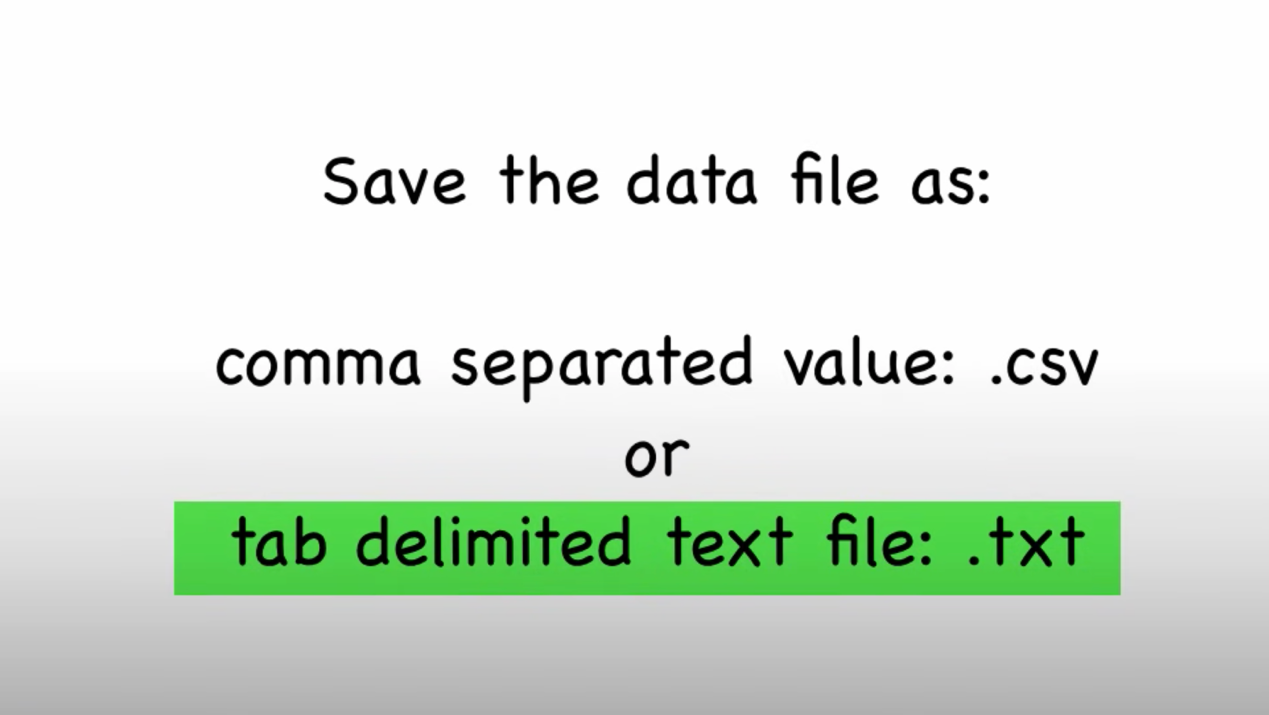 Save the data file as:
comma separated value: .csv
or
tab delimited text file: .txt